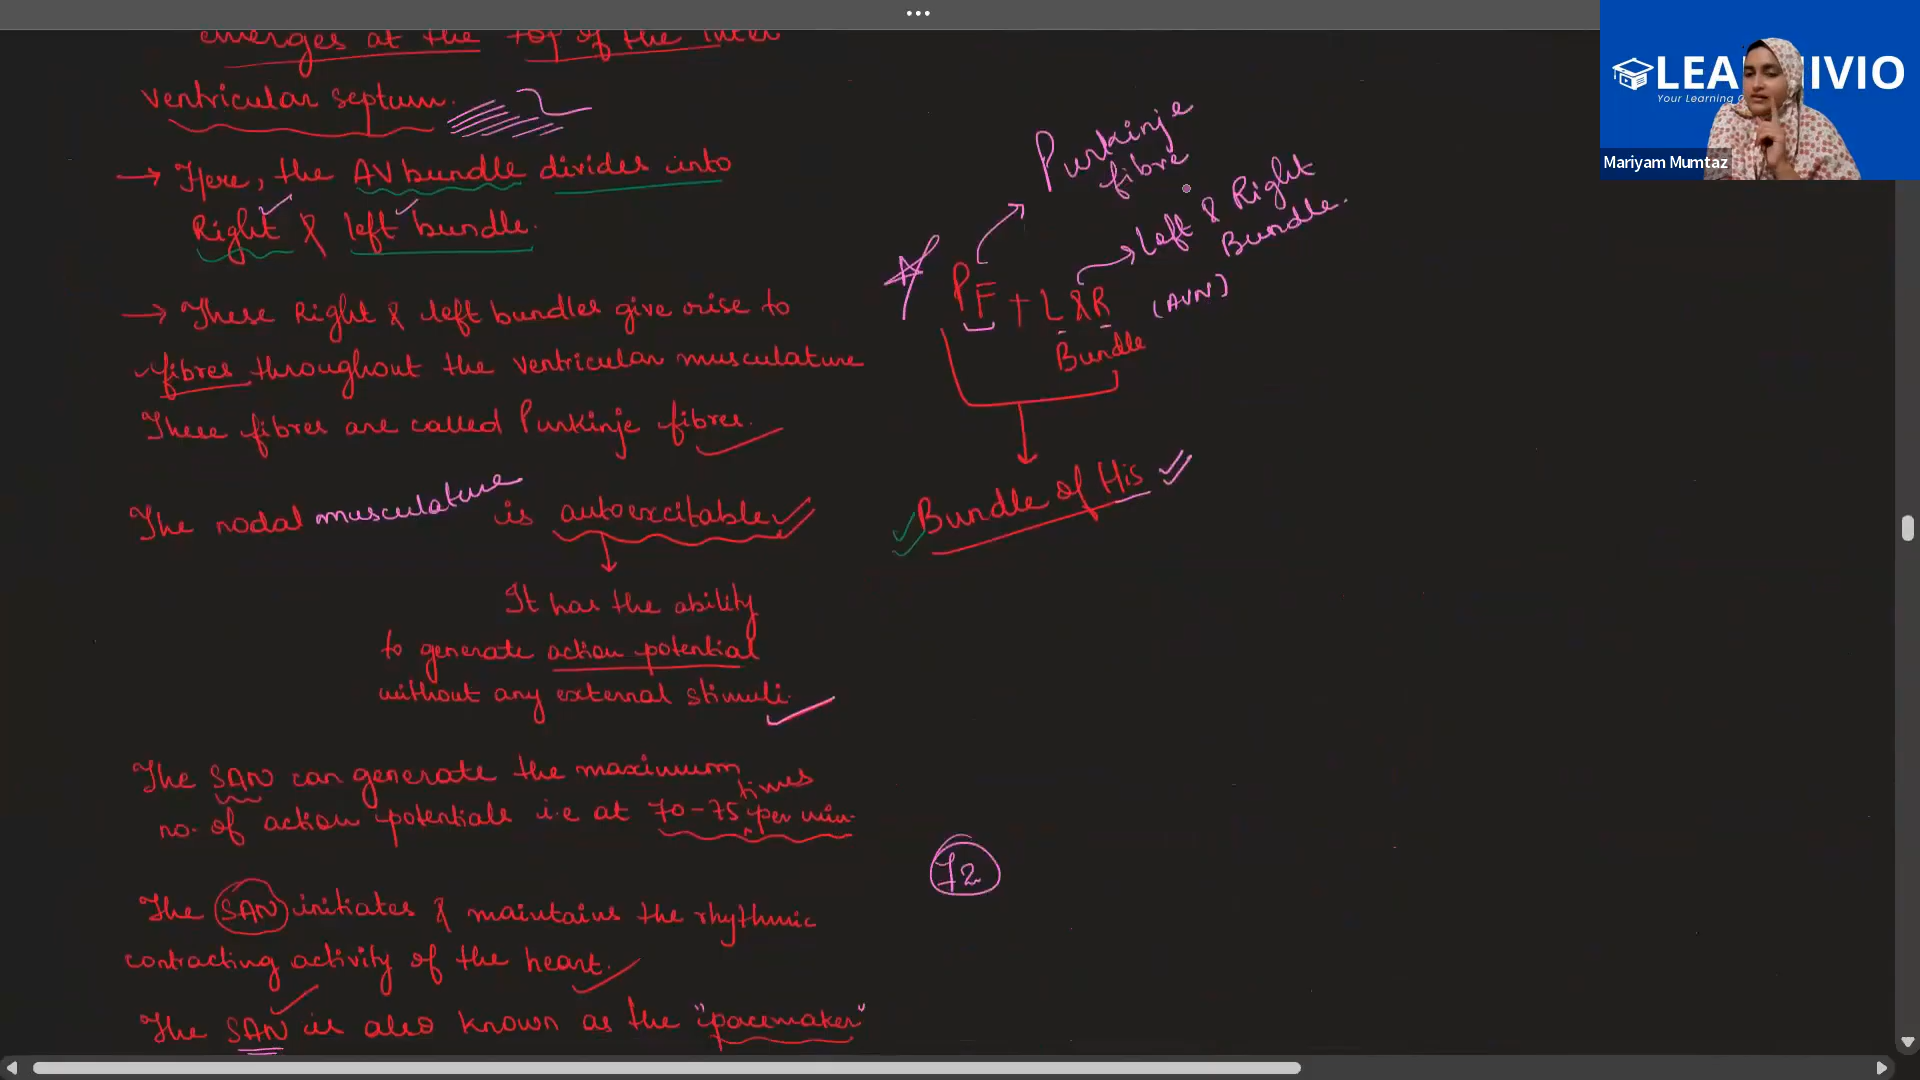 emerges at the top of the inter
ventricular septum.
→ Here, the AV bundle divides into
Right & left bundle.
→ These Right & left bundles give rise to
fibres throughout the ventricular musculature
These fibres are called Purkinje fibres.
The nodal musculature is autoexcitable
It has the ability
to generate action potential
without any external stimuli.
The SAN can generate the maximum
no. of action potentials i.e at 70-75 times per min.
The SAN initiates & maintains the rhythmic
contracting activity of the heart.
The SAN is also known as the "pacemaker"
Purkinje
fibre
Left & Right
Bundle.
(AVN)
PF + L&R
Bundle
Bundle of His
72
LEA IVIO
Your Learning
Mariyam Mumtaz